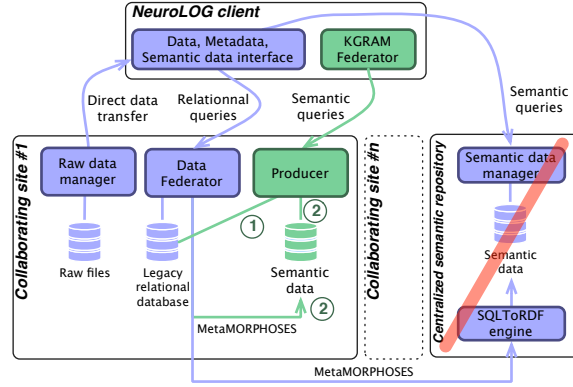 NeuroLOG client
Data, Metadata,
Semantic data interface
KGRAM
Federator
Direct data
transfer
Relationnal
queries
Semantic
queries
Semantic
queries
Collaborating site #1
Raw data
manager
Data
Federator
Producer
1
2
Raw files
Legacy
relational
database
Semantic
data
2
MetaMORPHOSES
Collaborating site #n
Centralized semantic repository
Semantic data
manager
Semantic
data
SQLToRDF
engine
MetaMORPHOSES